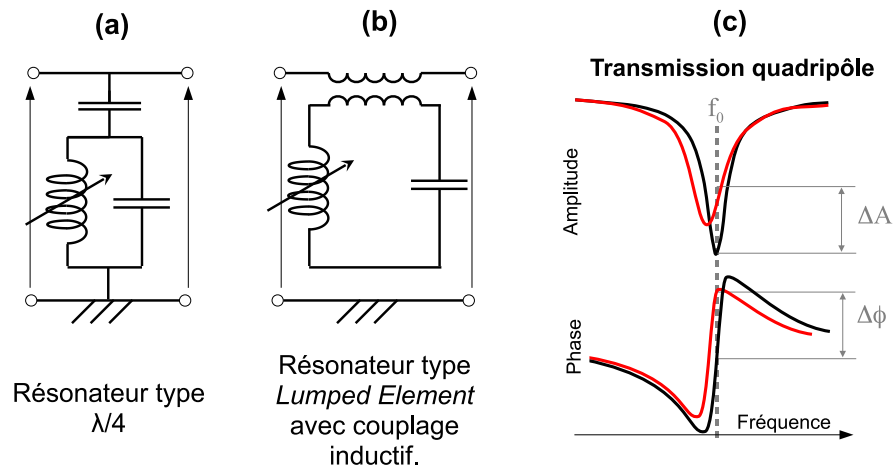 (a)
(b)
(c)
Résonateur type
λ/4
Résonateur type
Lumped Element
avec couplage
inductif.
Transmission quadripôle
f0
Amplitude
ΔA
Phase
Δϕ
Fréquence